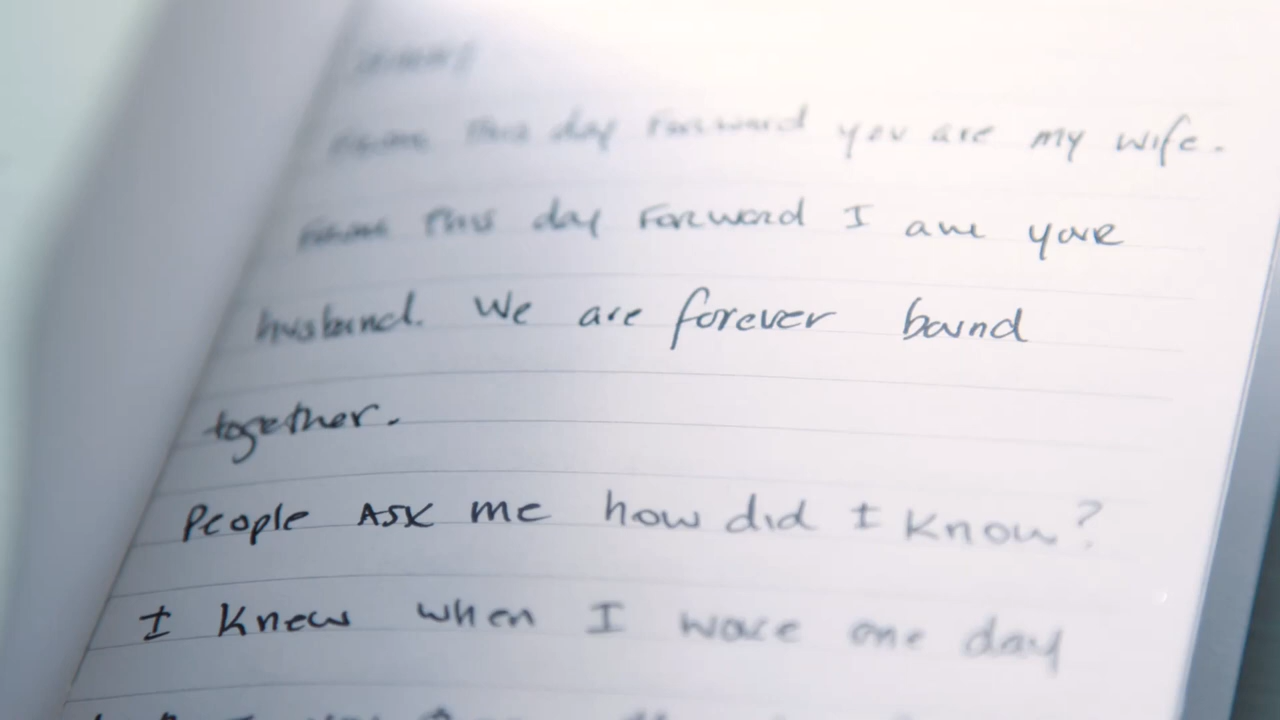 From this day Forward you are my wife.
From this day Forward I am your
husband. We are forever bound
together.
People ASK me how did I know?
I knew when I woke one day